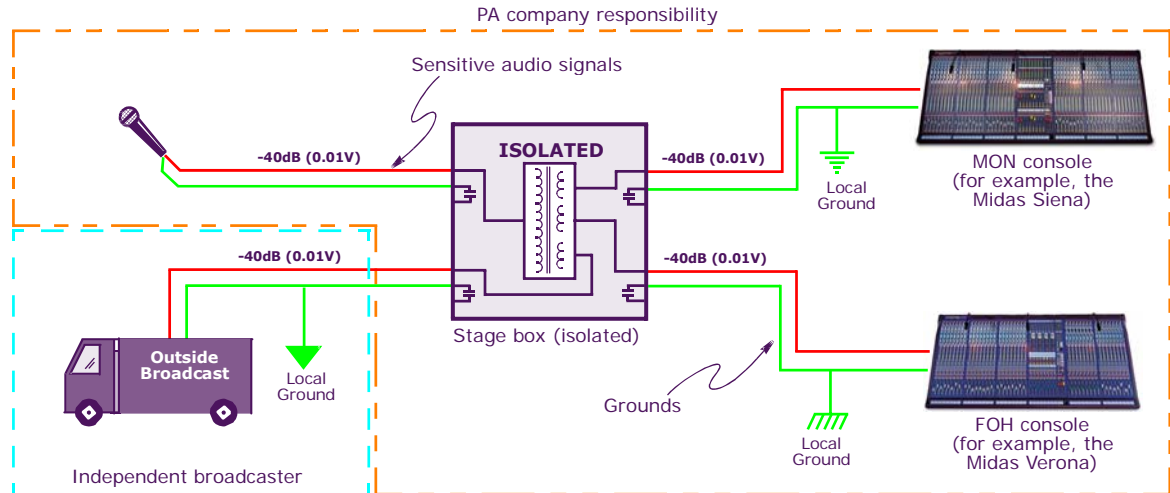 PA company responsibility
Sensitive audio signals
-40dB (0.01V)
ISOLATED
-40dB (0.01V)
Local
Ground
MON console
(for example, the
Midas Siena)
-40dB (0.01V)
-40dB (0.01V)
Stage box (isolated)
Outside
Broadcast
Local
Ground
Grounds
Local
Ground
FOH console
(for example, the
Midas Verona)
Independent broadcaster